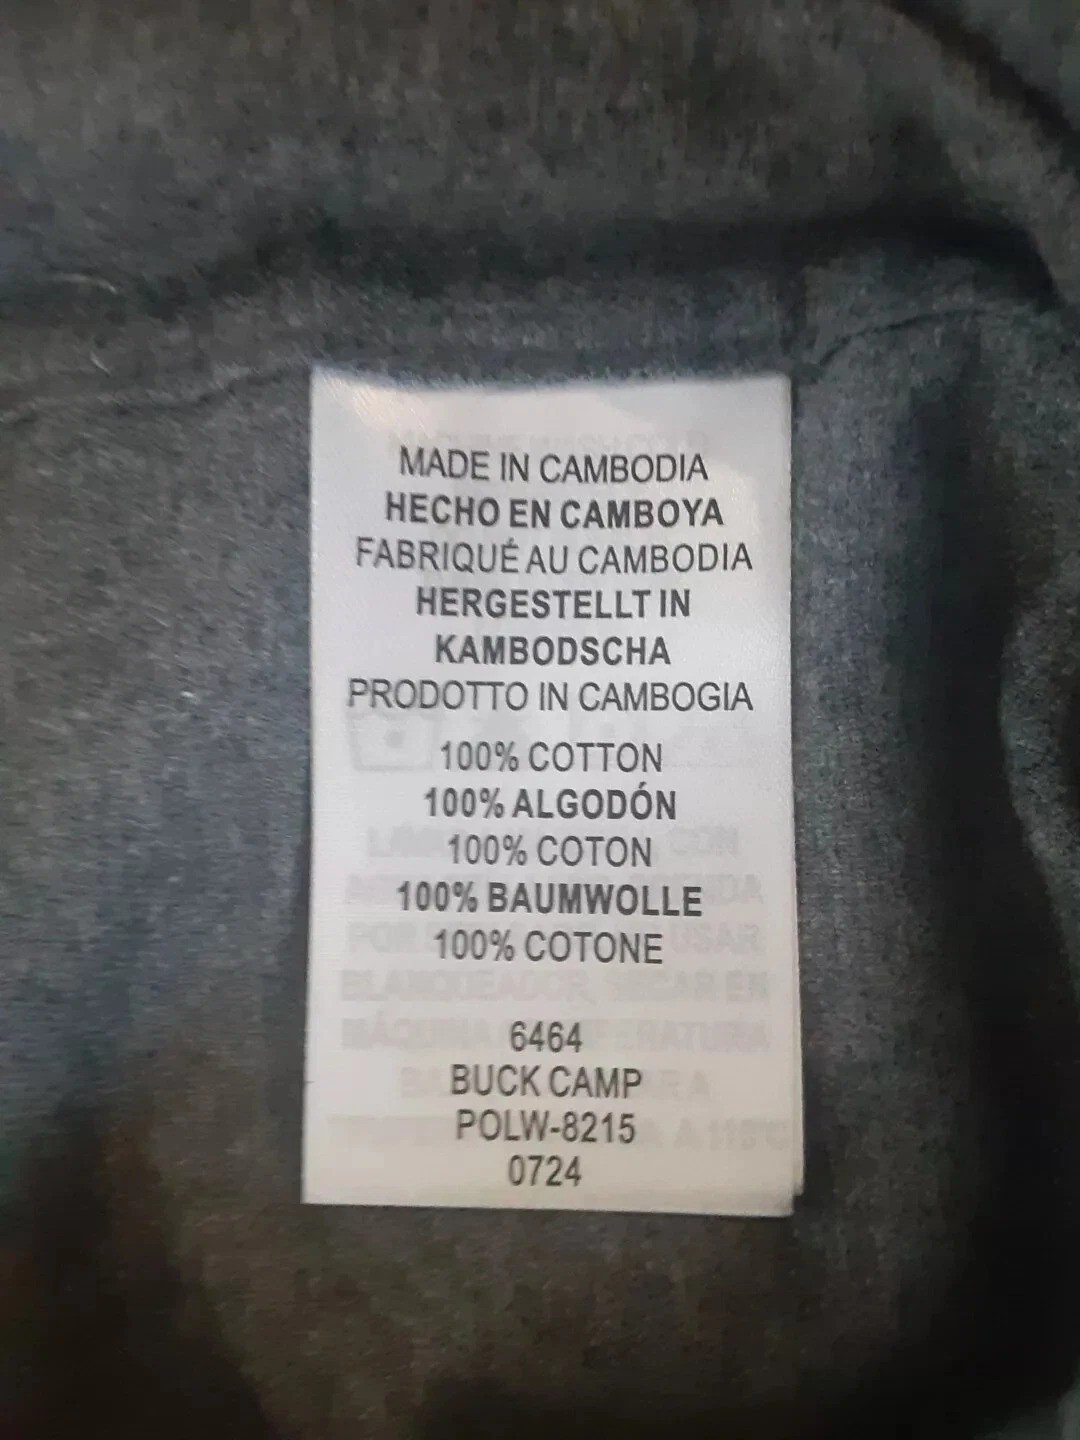 MADE IN CAMBODIA
HECHO EN CAMBOYA
FABRIQUÉ AU CAMBODIA
HERGESTELLT IN
KAMBODSCHA
PRODOTTO IN CAMBOGIA
100% COTTON
100% ALGODÓN
100% COTON
100% BAUMWOLLE
100% COTONE
6464
BUCK CAMP
POLW-8215
0724